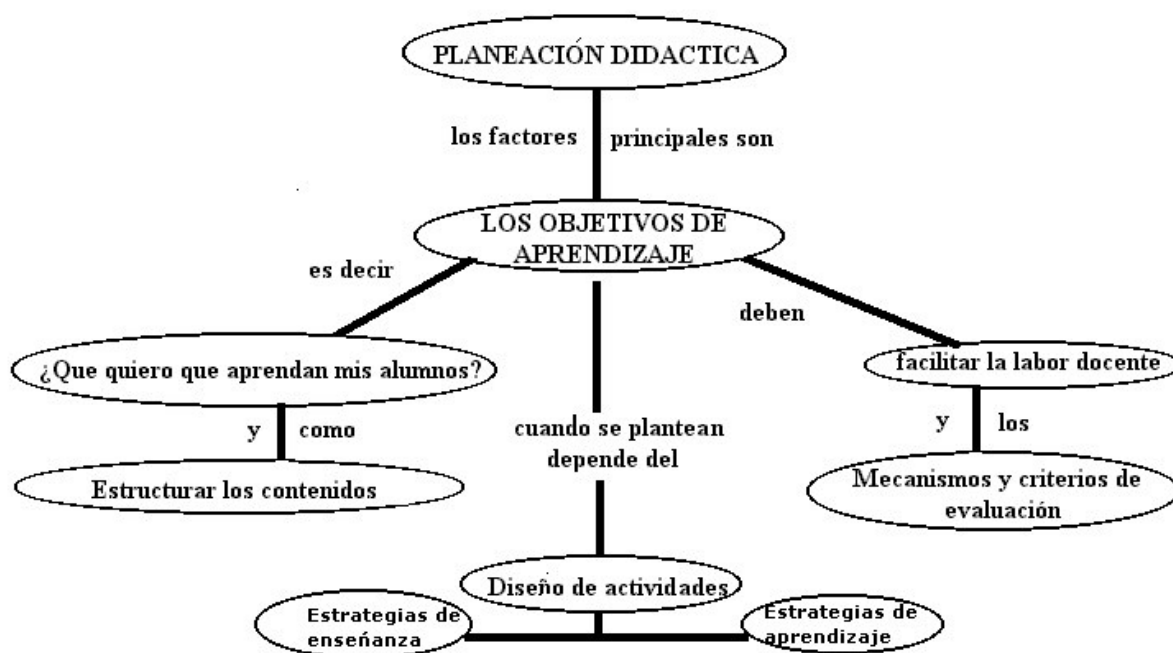 PLANEACIÓN DIDACTICA
los factores principales son
LOS OBJETIVOS DE
APRENDIZAJE
es decir
deben
¿Que quiero que aprendan mis alumnos?
facilitar la labor docente
y como
cuando se plantean
depende del
y los
Estructurar los contenidos
Mecanismos y criterios de
evaluación
Diseño de actividades
Estrategias de
enseńanza
Estrategias de
aprendizaje